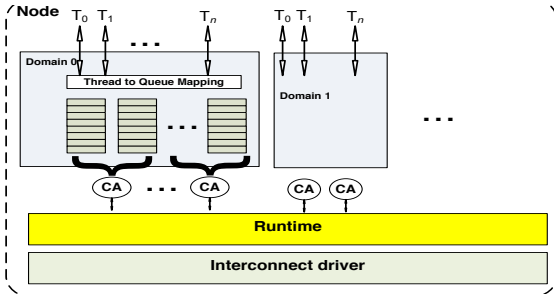 Node
T0 T1 Tn T0 T1 Tn
. . .
Domain 0
Thread to Queue Mapping
Domain 1
. . .
. . .
CA . . . CA CA CA
Runtime
Interconnect driver